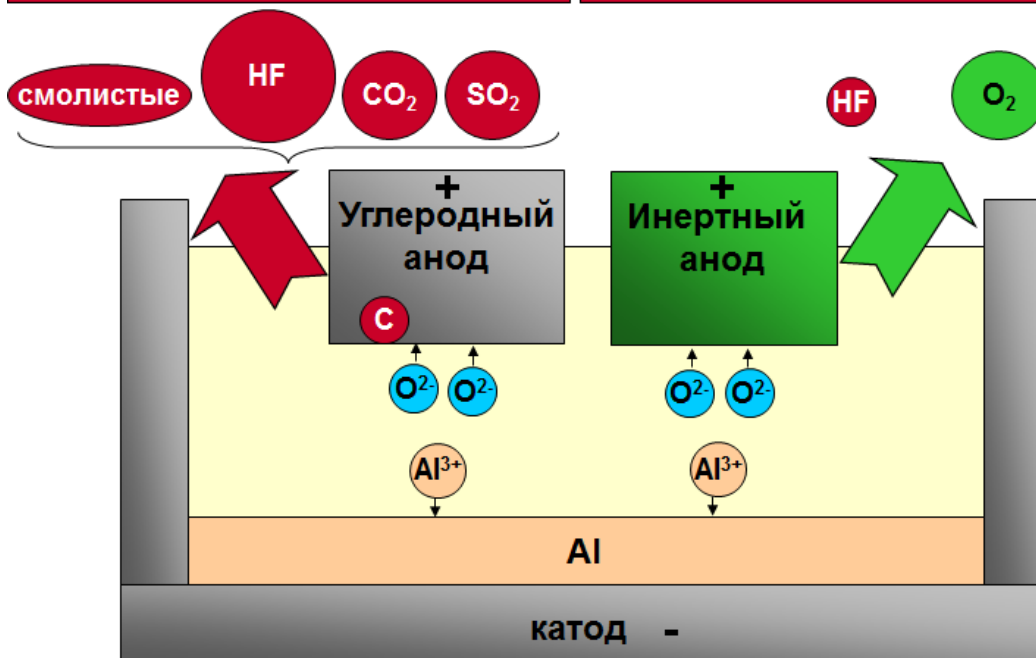 смолистые
HF
CO₂
SO₂
HF
O₂
+
Углеродный
анод
+
Инертный
анод
C
O²⁻
O²⁻
O²⁻
O²⁻
Al³⁺
Al³⁺
Al
катод -